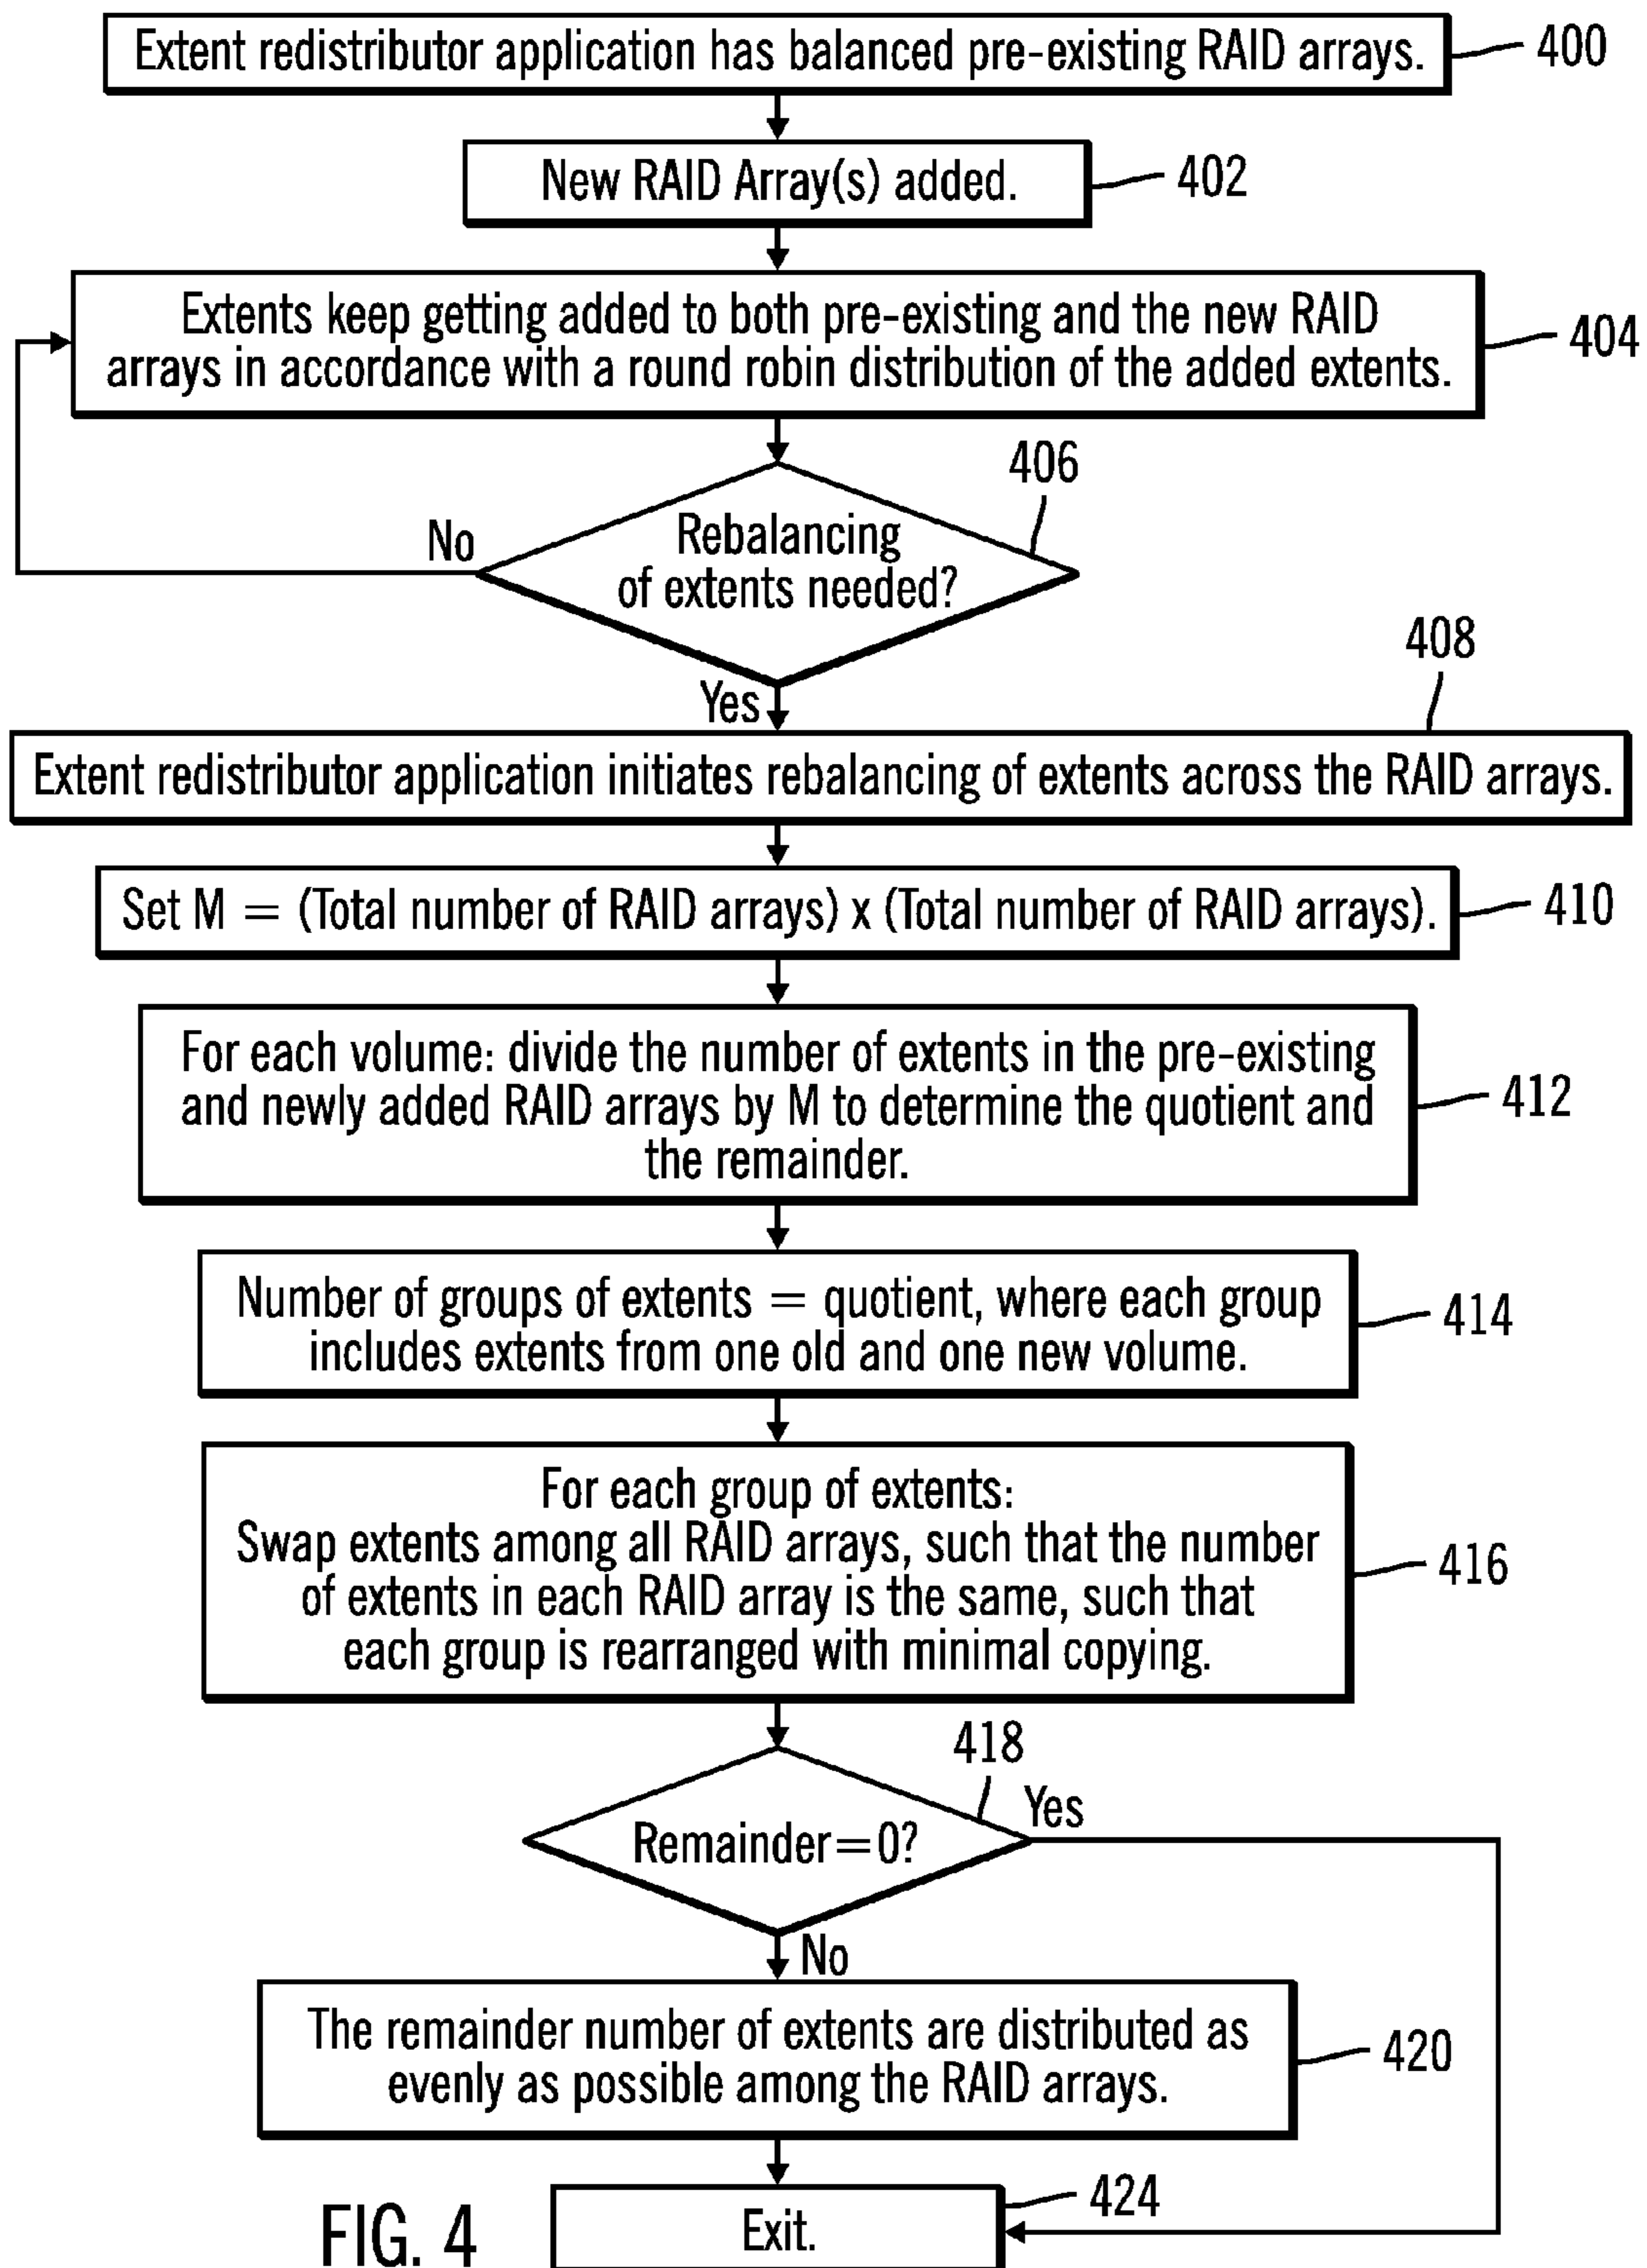 Extent redistributor application has balanced pre-existing RAID arrays.
400
New RAID Array(s) added.
402
Extents keep getting added to both pre-existing and the new RAID
arrays in accordance with a round robin distribution of the added extents.
404
406
Rebalancing
of extents needed?
No
Yes
408
Extent redistributor application initiates rebalancing of extents across the RAID arrays.
Set M = (Total number of RAID arrays) x (Total number of RAID arrays).
410
For each volume: divide the number of extents in the pre-existing
and newly added RAID arrays by M to determine the quotient and
the remainder.
412
Number of groups of extents = quotient, where each group
includes extents from one old and one new volume.
414
For each group of extents:
Swap extents among all RAID arrays, such that the number
of extents in each RAID array is the same, such that
each group is rearranged with minimal copying.
416
418
Yes
Remainder=0?
No
The remainder number of extents are distributed as
evenly as possible among the RAID arrays.
420
424
Exit.
FIG. 4